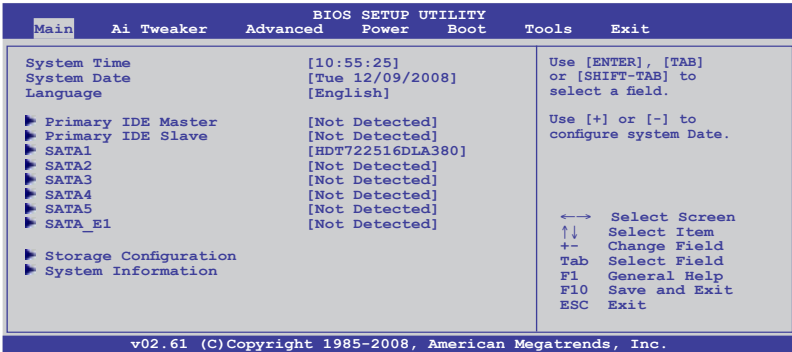 BIOS SETUP UTILITY
Main Ai Tweaker Advanced Power Boot Tools Exit
System Time [10:55:25]
System Date [Tue 12/09/2008]
Language [English]
Primary IDE Master [Not Detected]
Primary IDE Slave [Not Detected]
SATA1 [HDT722516DLA380]
SATA2 [Not Detected]
SATA3 [Not Detected]
SATA4 [Not Detected]
SATA5 [Not Detected]
SATA_E1 [Not Detected]
Storage Configuration
System Information
Use [ENTER], [TAB]
or [SHIFT-TAB] to
select a field.
Use [+] or [-] to
configure system Date.
←→ Select Screen
↑↓ Select Item
+- Change Field
Tab Select Field
F1 General Help
F10 Save and Exit
ESC Exit
v02.61 (C)Copyright 1985-2008, American Megatrends, Inc.